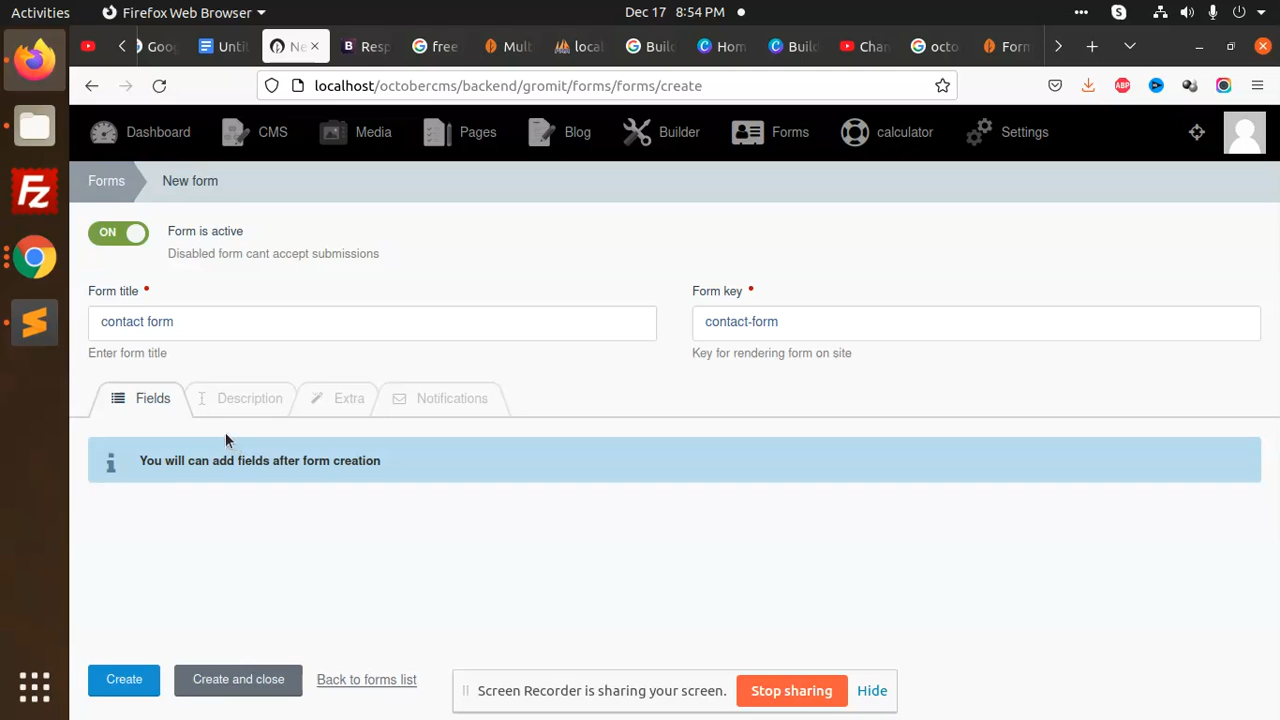 Activities Firefox Web Browser Dec 17 8:54 PM
Goo Unti Ne Resp free Mult local Buil Hom Buil Chan octo Forn
localhost/octobercms/backend/gromit/forms/forms/create
ABP
Dashboard CMS Media Pages Blog Builder Forms calculator Settings
Forms New form
ON Form is active
Disabled form cant accept submissions
Form title * Form key *
contact form contact-form
Enter form title Key for rendering form on site
Fields Description Extra Notifications
You will can add fields after form creation
Create Create and close Back to forms list
Screen Recorder is sharing your screen. Stop sharing Hide